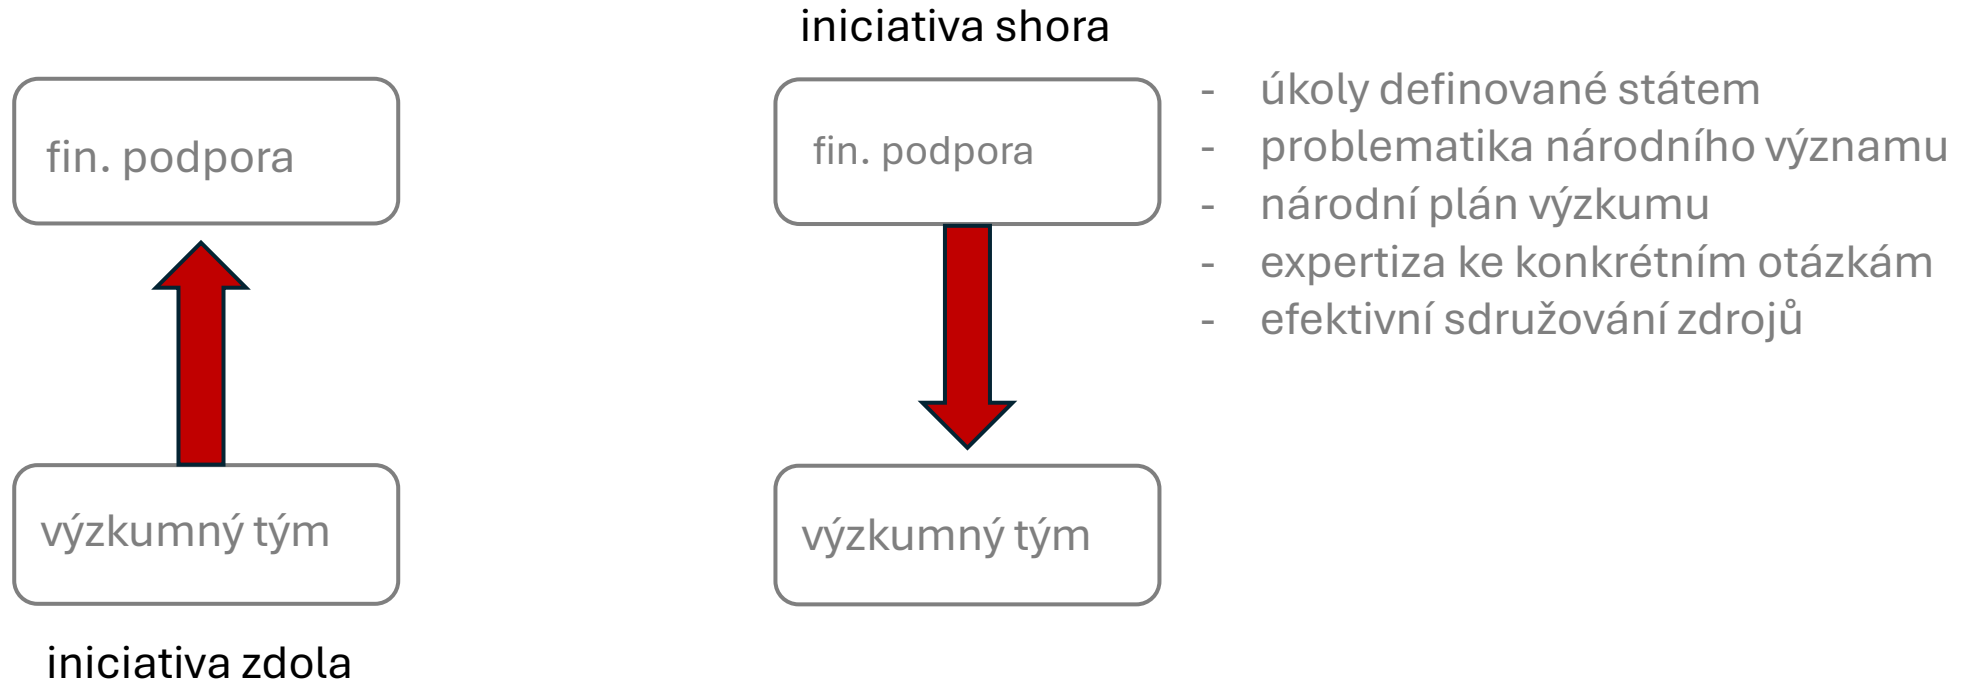 iniciativa shora
fin. podpora
fin. podpora
- úkoly definované státem
- problematika národního významu
- národní plán výzkumu
- expertiza ke konkrétním otázkám
- efektivní sdružování zdrojů
výzkumný tým
výzkumný tým
iniciativa zdola